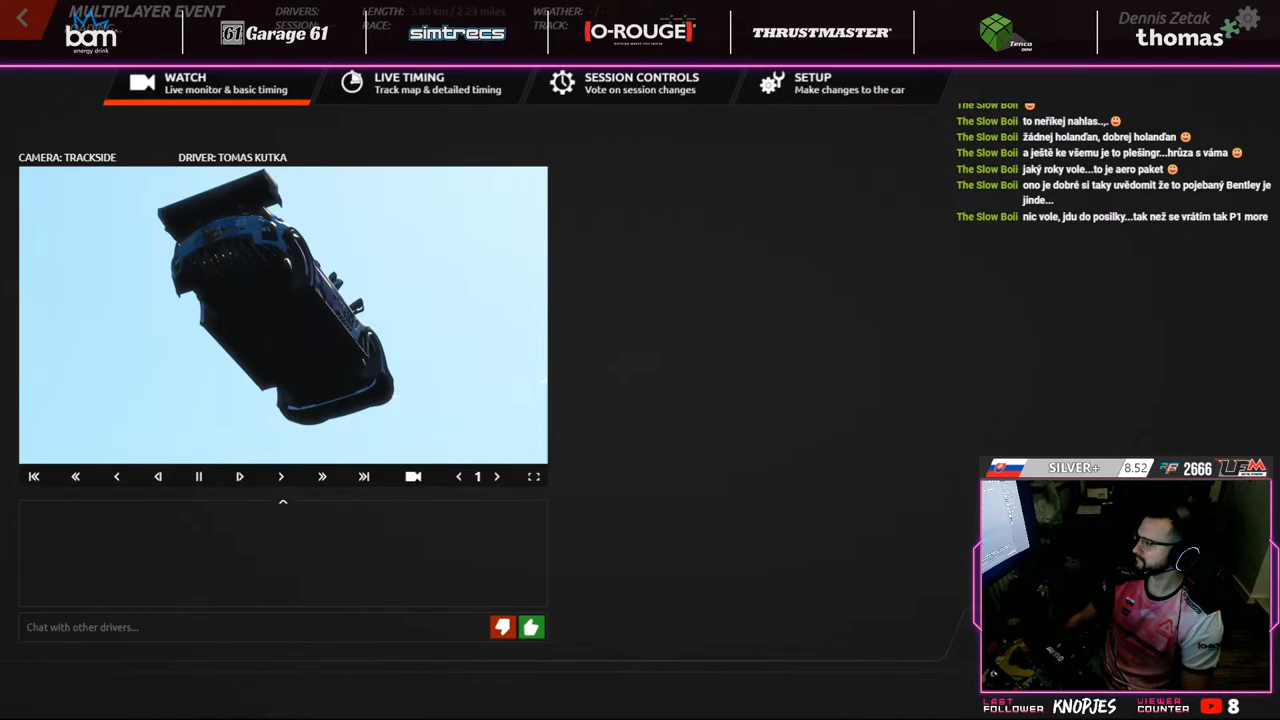 MULTIPLAYER EVENT
DRIVERS:
SESSION:
LENGTH: 3.60 km / 2.23 miles
RACE:
WEATHER: - / -
TRACK:
bam
energy drink
61 Garage 61
simtrecs
O-ROUGE
THRUSTMASTER
Tenco
Dennis Zetak
thomas
WATCH
Live monitor & basic timing
LIVE TIMING
Track map & detailed timing
SESSION CONTROLS
Vote on session changes
SETUP
Make changes to the car
The Slow Boii
The Slow Boii to neříkej nahlas..,.
The Slow Boii žádnej holanďan, dobrej holanďan
The Slow Boii a ještě ke všemu je to plešingr...hrůza s váma
The Slow Boii jaký roky vole...to je aero paket
The Slow Boii ono je dobré si taky uvědomit že to pojebaný Bentley je
jinde...
The Slow Boii nic vole, jdu do posilky...tak než se vrátím tak P1 more
CAMERA: TRACKSIDE
DRIVER: TOMAS KUTKA
1
Chat with other drivers...
SILVER+
8.52
2666
LAST
FOLLOWER
KNOPJES
VIEWER
COUNTER
8